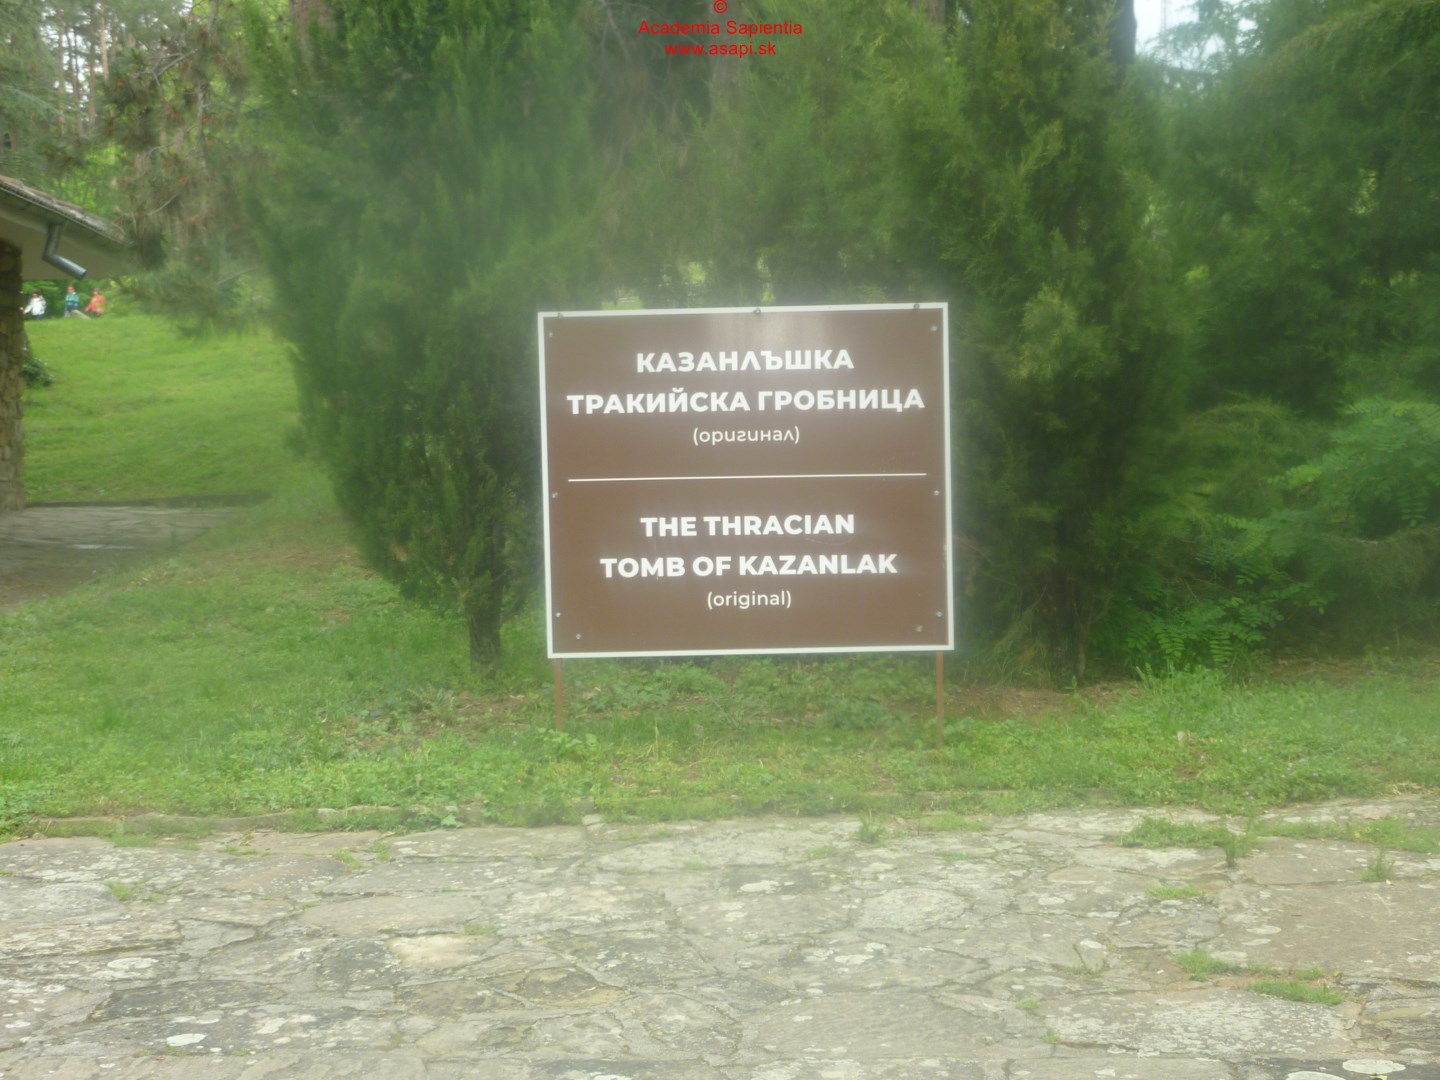 ©
Academia Sapientia
www.asapi.sk
КАЗАНЛЪШКА
ТРАКИЙСКА ГРОБНИЦА
(оригинал)
THE THRACIAN
TOMB OF KAZANLAK
(original)